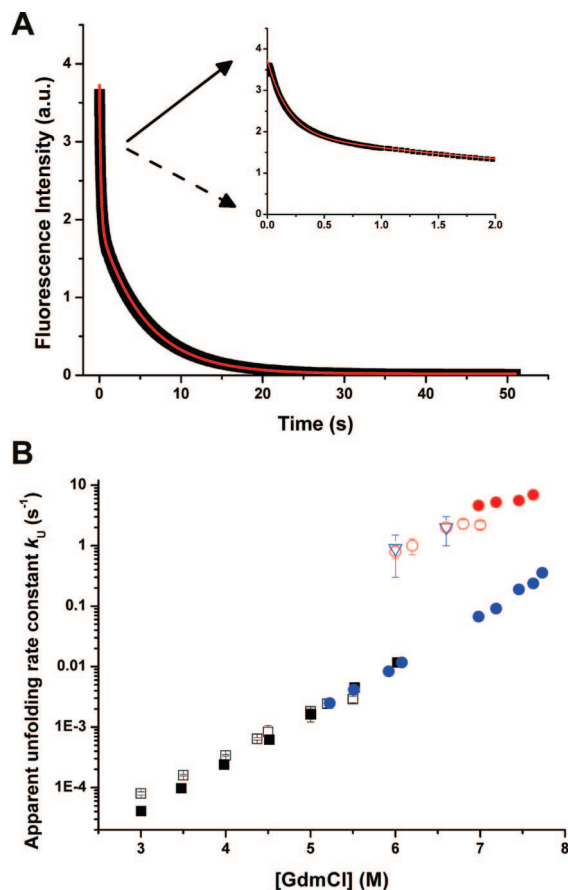 A
Fluorescence Intensity (a.u.)
4
3
2
1
0
0 10 20 30 40 50
Time (s)
4
3
2
1
0
0.0 0.5 1.0 1.5 2.0
B
Apparent unfolding rate constant kU (s-1)
10
1
0.1
0.01
1E-3
1E-4
3 4 5 6 7 8
[GdmCl] (M)